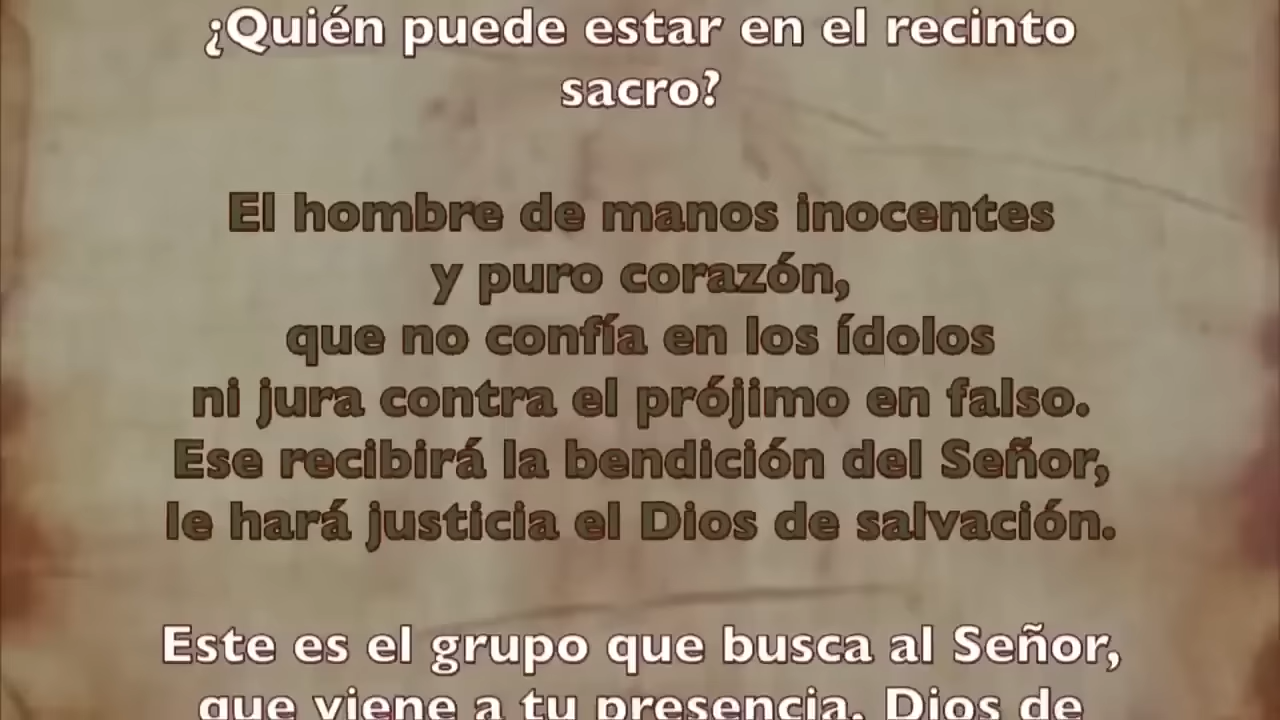 ¿Quién puede estar en el recinto
sacro?
El hombre de manos inocentes
y puro corazón,
que no confía en los ídolos
ni jura contra el prójimo en falso.
Ese recibirá la bendición del Señor,
le hará justicia el Dios de salvación.
Este es el grupo que busca al Señor,
que viene a tu presencia, Dios de